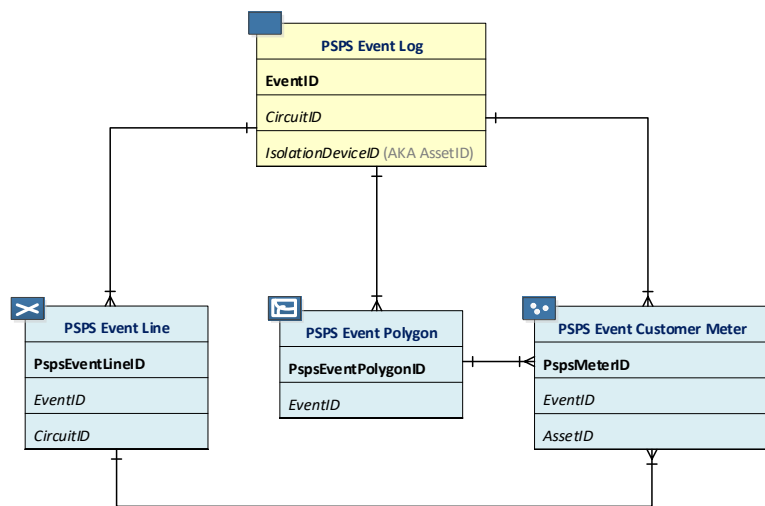 PSPS Event Log
EventID
CircuitID
IsolationDeviceID (AKA AssetID)
PSPS Event Line
PspsEventLineID
EventID
CircuitID
PSPS Event Polygon
PspsEventPolygonID
EventID
PSPS Event Customer Meter
PspsMeterID
EventID
AssetID